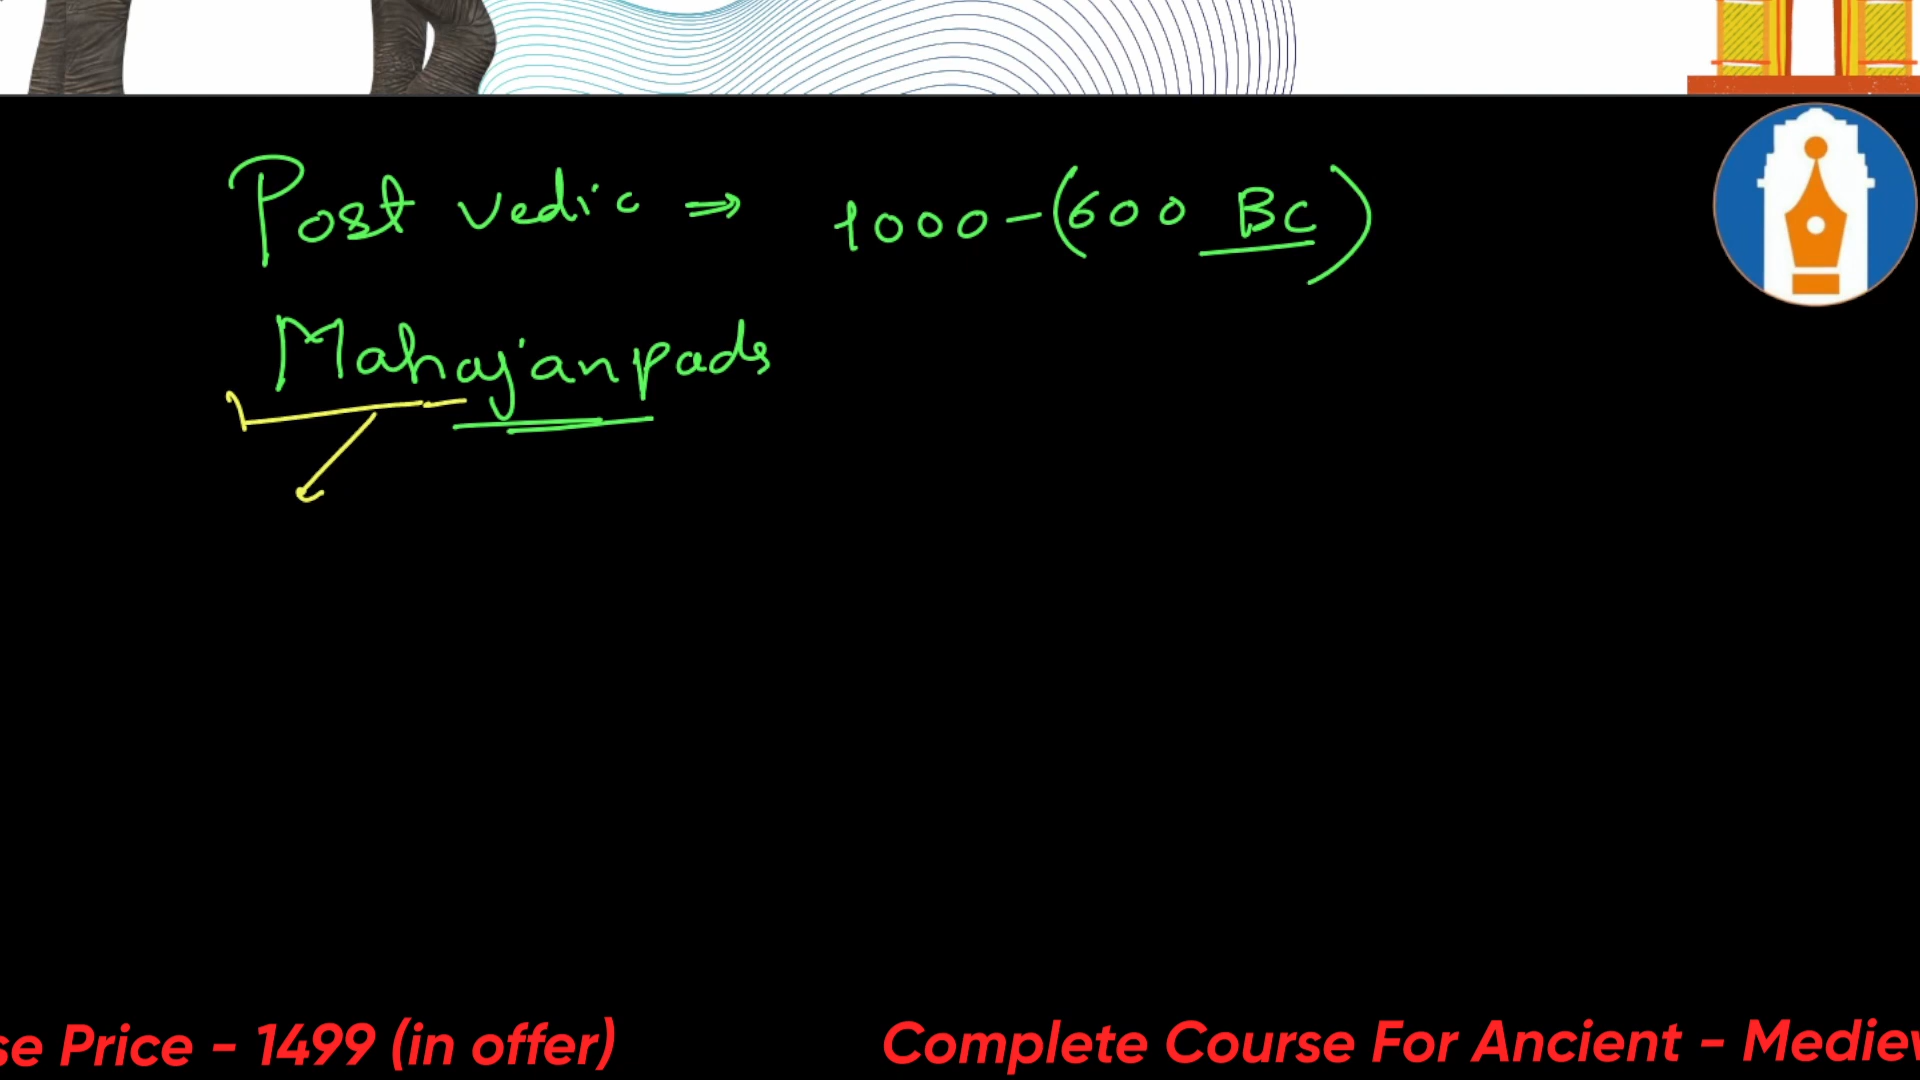 Post vedic ⇒ 1000-(600 BC)
Mahajanpads
se Price - 1499 (in offer) Complete Course For Ancient - Mediev